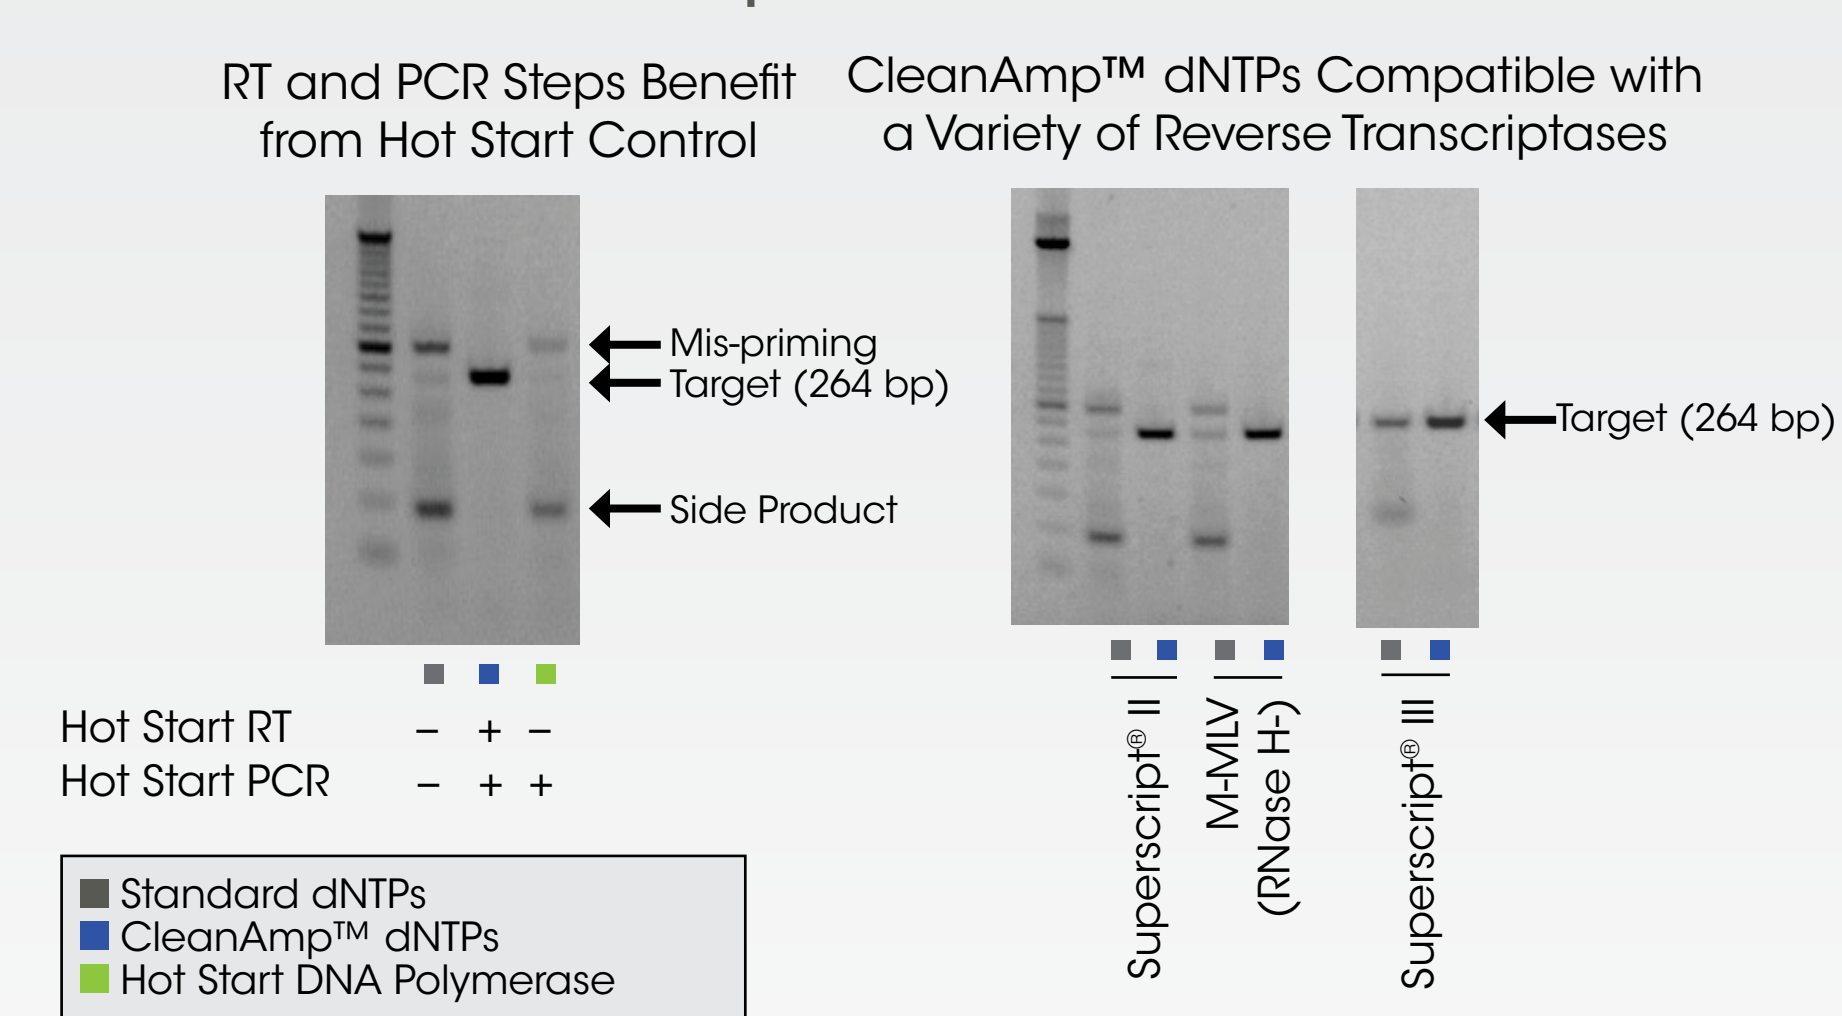 RT and PCR Steps Benefit
from Hot Start Control
CleanAmp™ dNTPs Compatible with
a Variety of Reverse Transcriptases
Mis-priming
Target (264 bp)
Side Product
Target (264 bp)
Hot Start RT – + –
Hot Start PCR – + +
Superscript® II
M-MLV
(RNase H-)
Superscript® III
Standard dNTPs
CleanAmp™ dNTPs
Hot Start DNA Polymerase